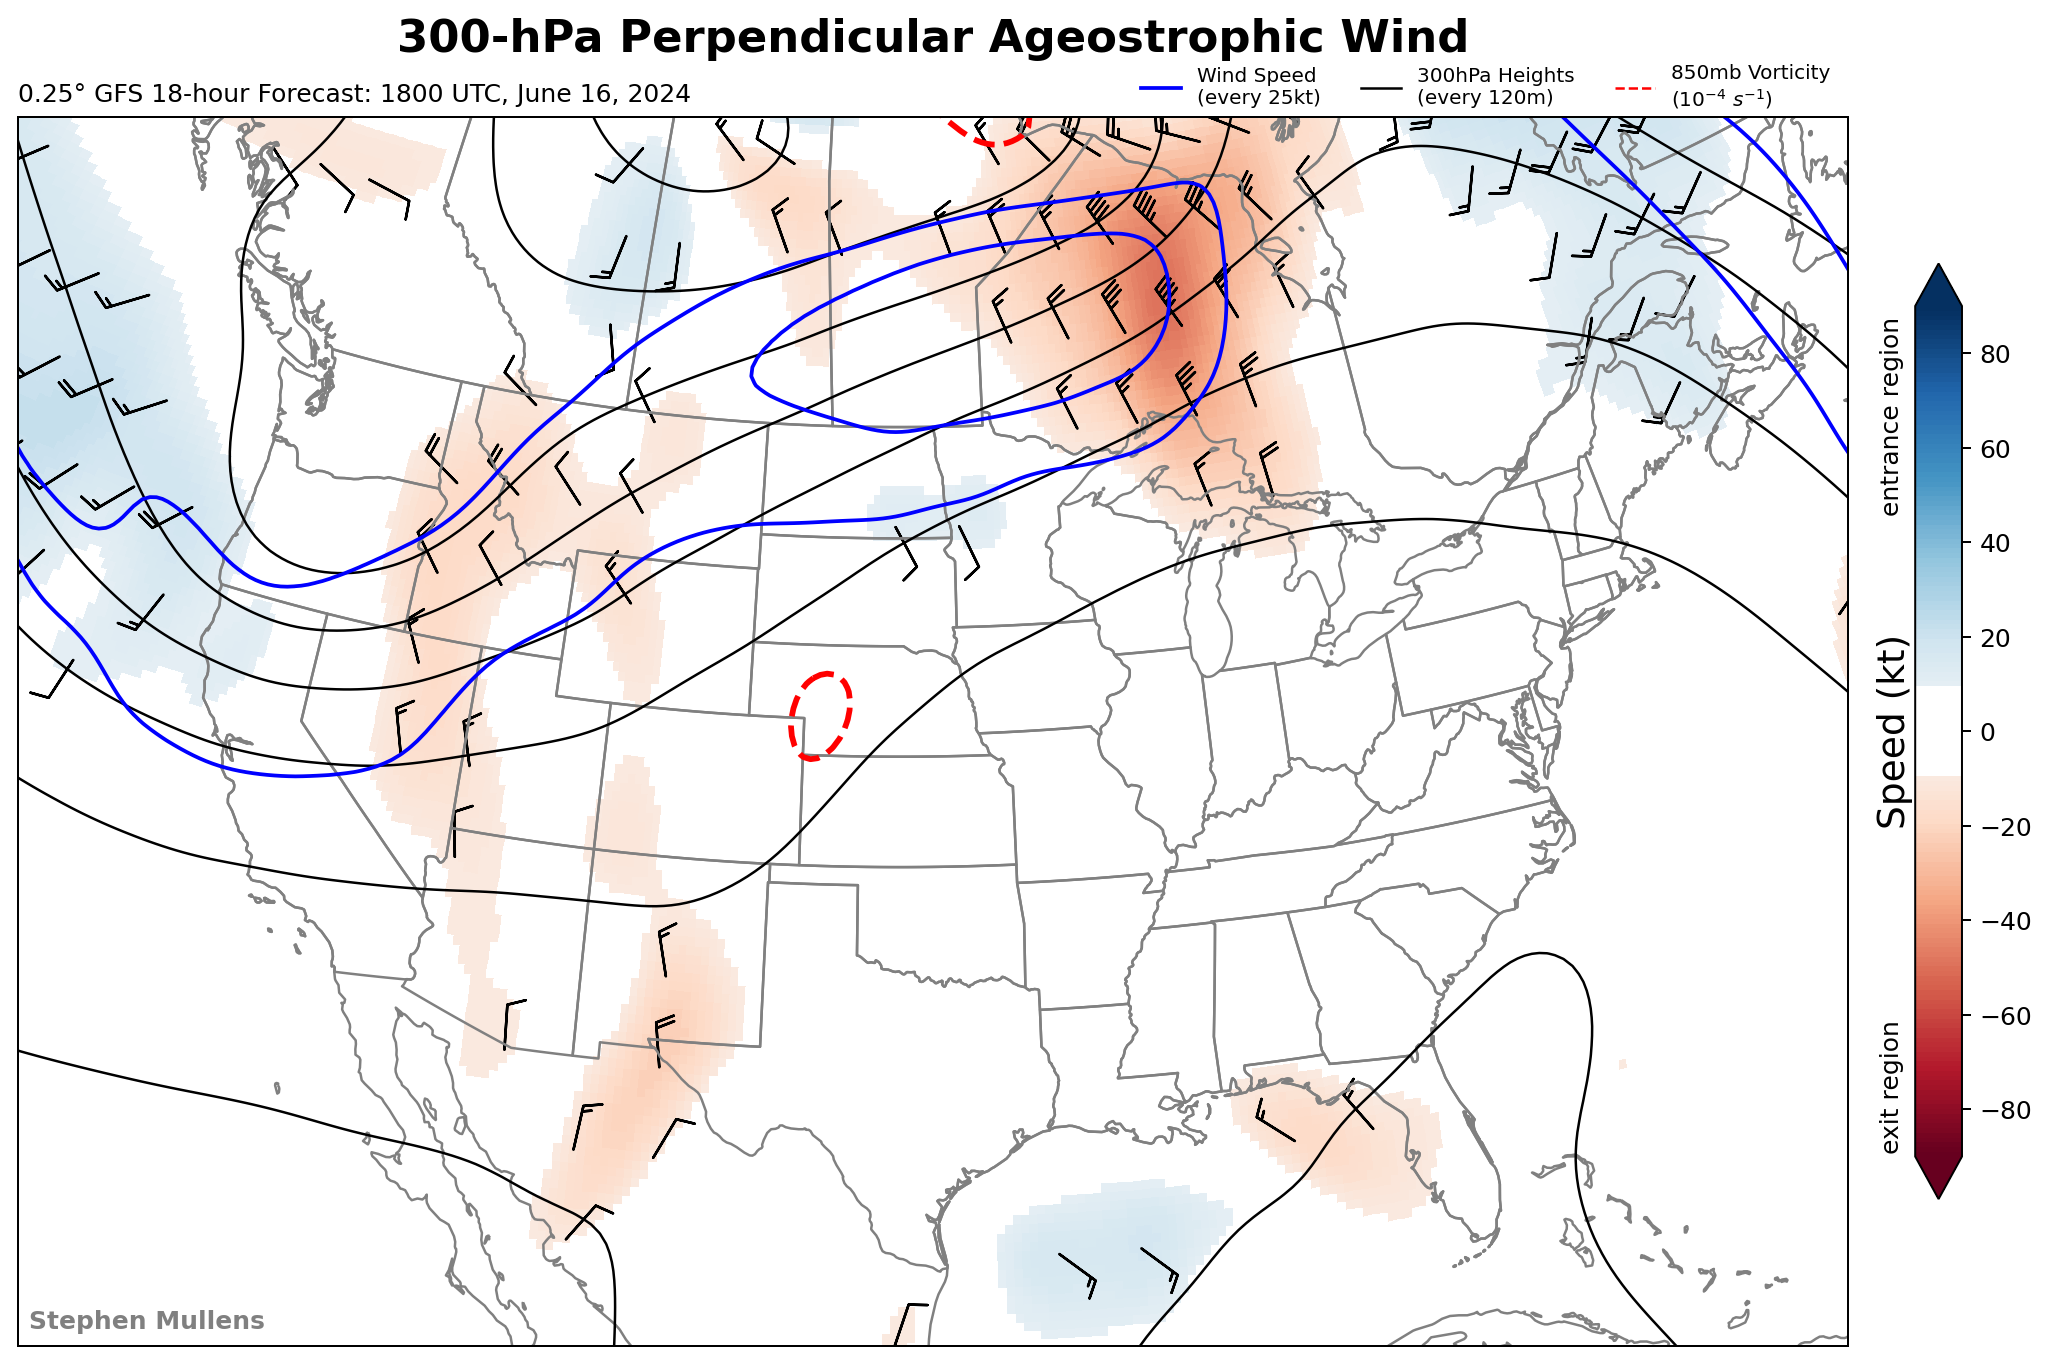 300-hPa Perpendicular Ageostrophic Wind
0.25° GFS 18-hour Forecast: 1800 UTC, June 16, 2024
Wind Speed
(every 25kt)
300hPa Heights
(every 120m)
850mb Vorticity
(10⁻⁴ s⁻¹)
entrance region
Speed (kt)
exit region
80
60
40
20
0
−20
−40
−60
−80
Stephen Mullens